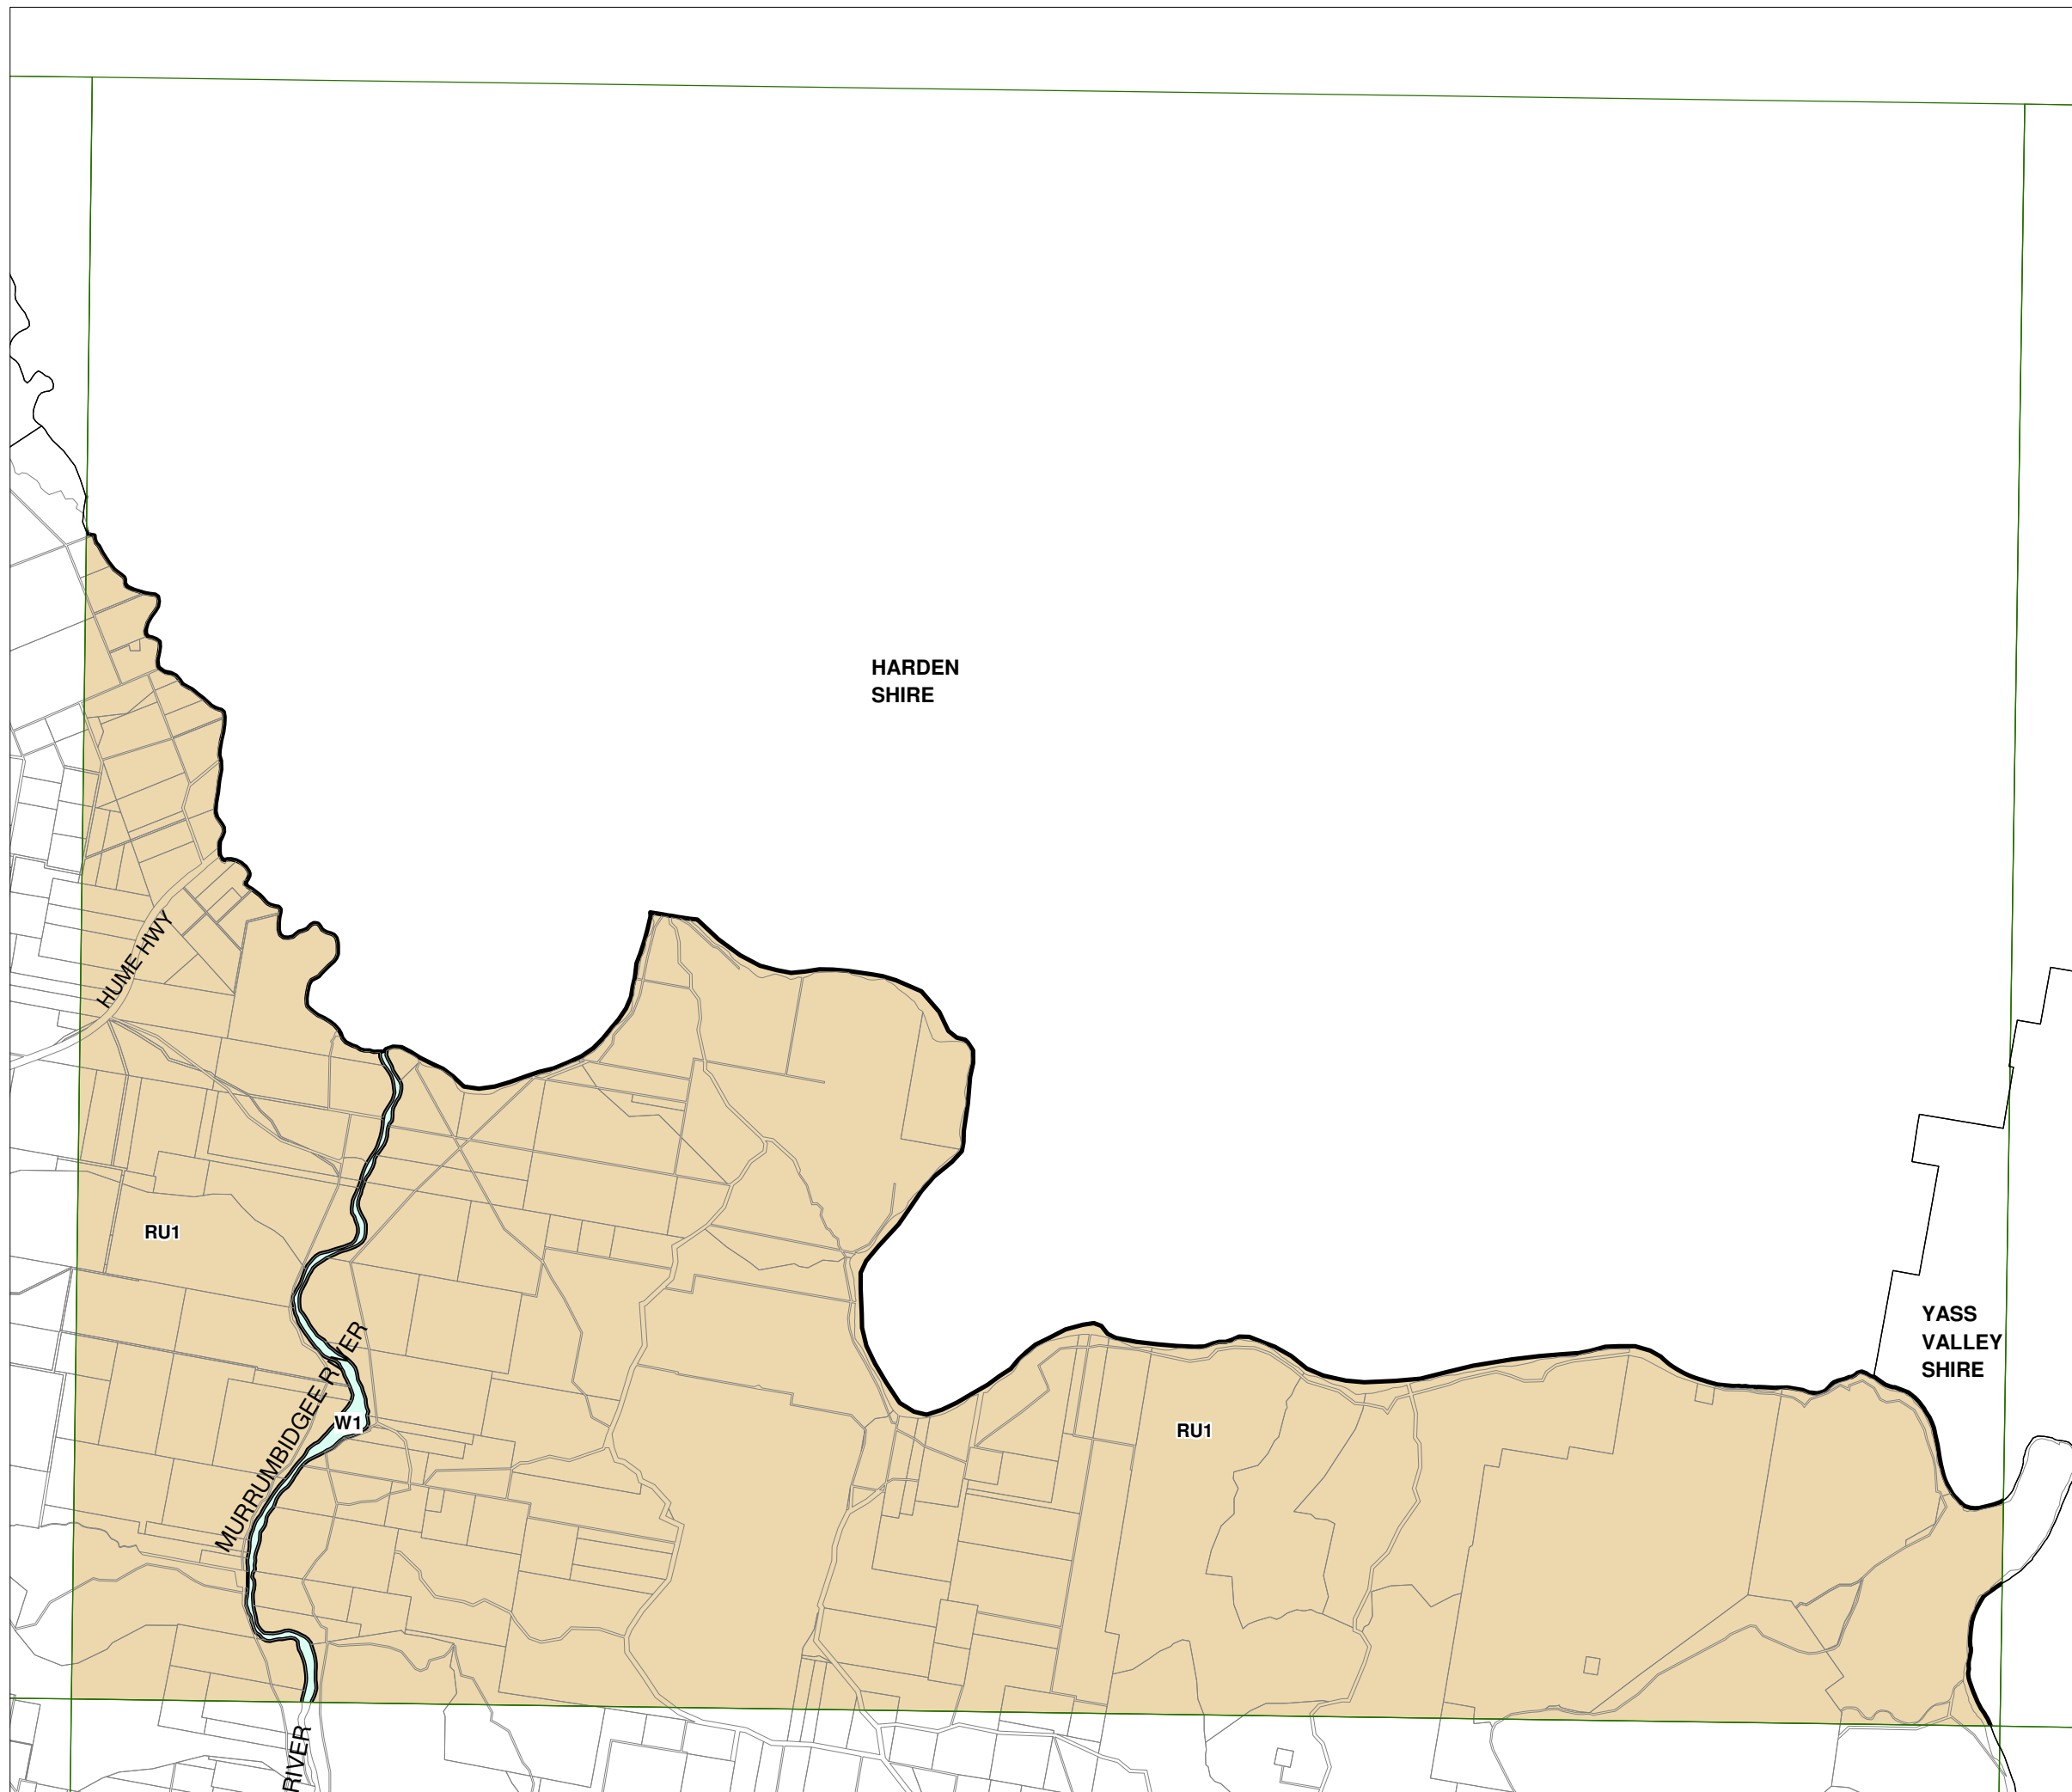 HARDEN
SHIRE
HUME HWY
RU1
YASS
VALLEY
SHIRE
MURRUMBIDGEE RIVER
W1
RU1
RIVER